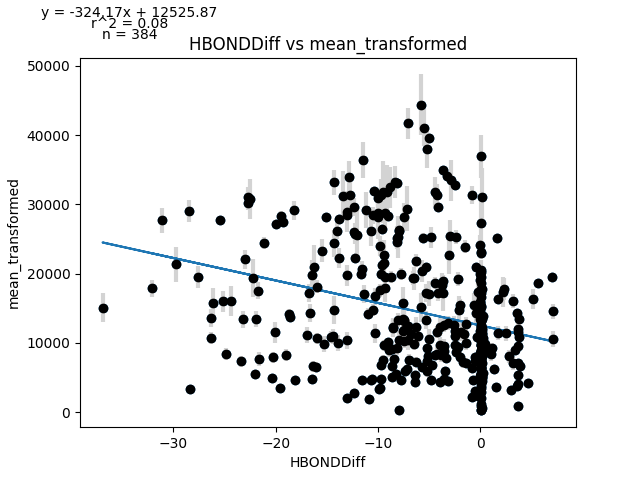 y = -324.17x + 12525.87
r^2 = 0.08
n = 384
HBONDDiff vs mean_transformed
50000
40000
30000
20000
10000
0
mean_transformed
−30
−20
−10
0
HBONDDiff